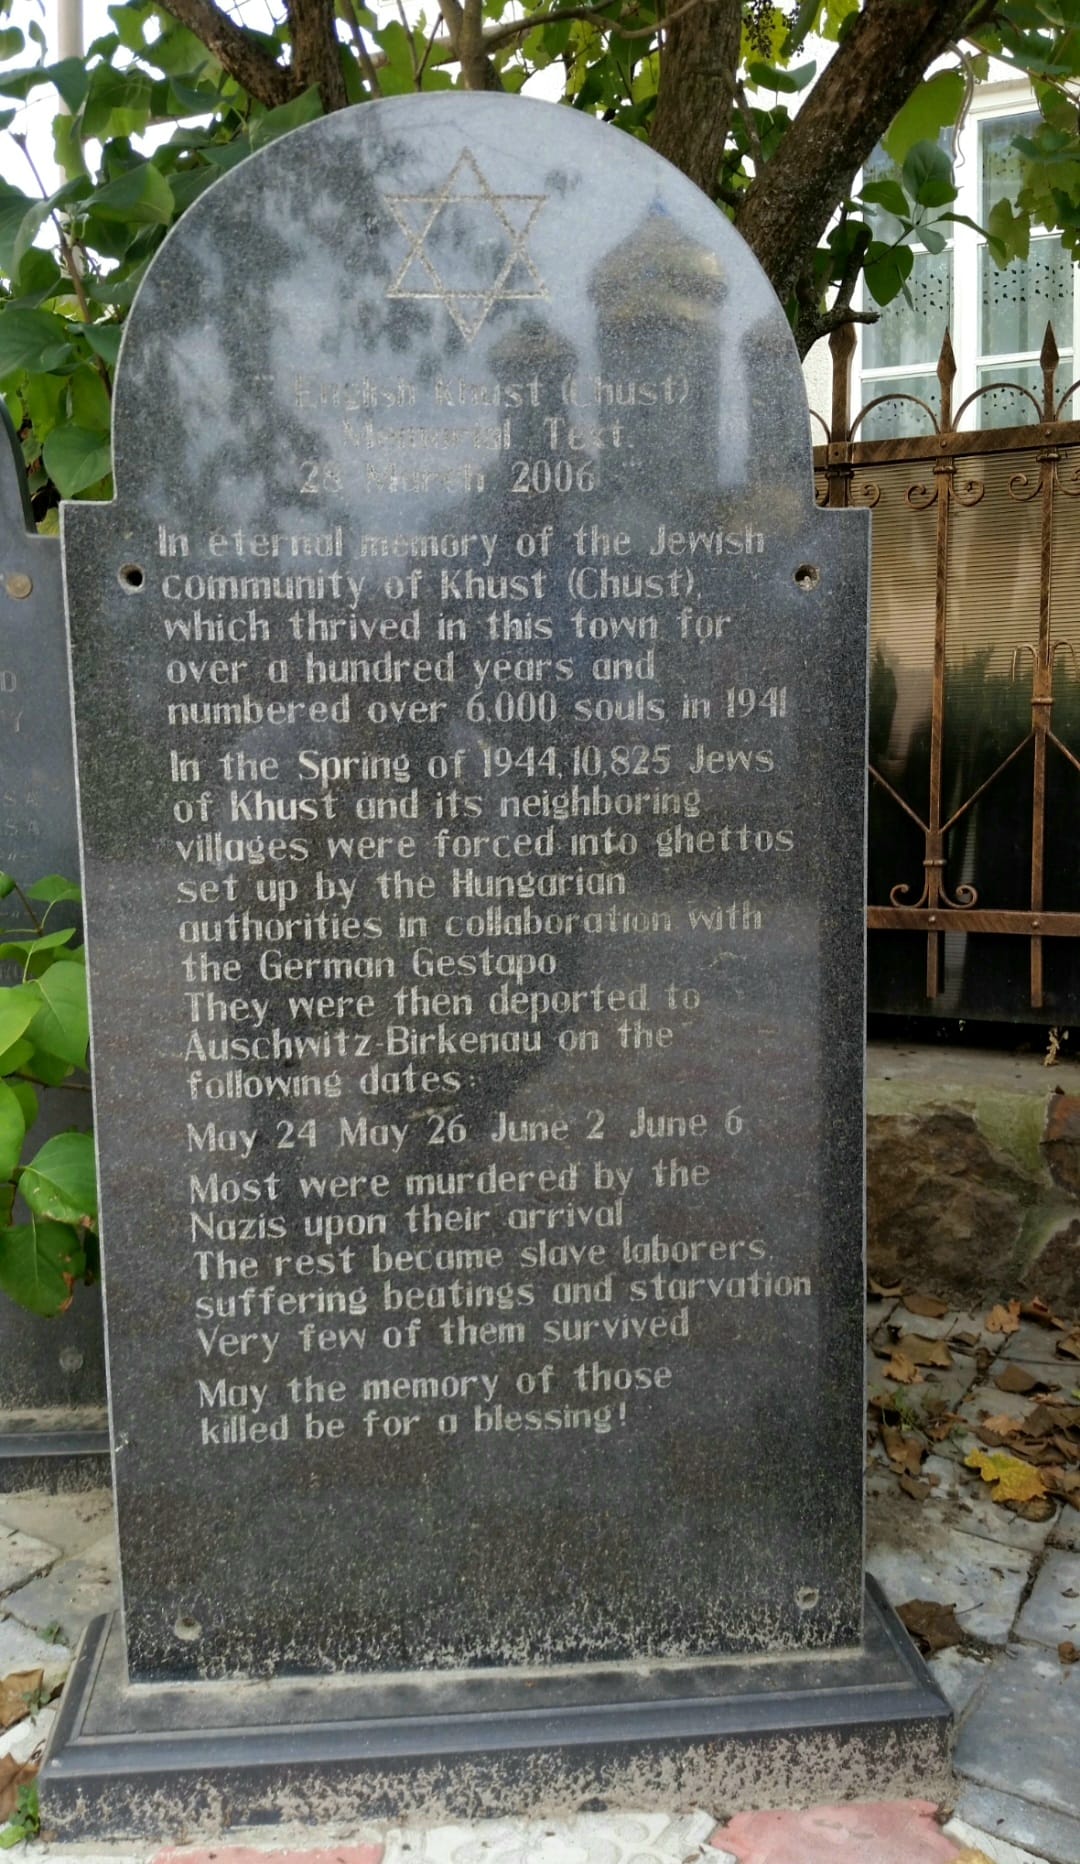 English Khust (Chust)
Memorial Text.
28 March 2006
In eternal memory of the Jewish
community of Khust (Chust),
which thrived in this town for
over a hundred years and
numbered over 6,000 souls in 1941
In the Spring of 1944, 10,825 Jews
of Khust and its neighboring
villages were forced into ghettos
set up by the Hungarian
authorities in collaboration with
the German Gestapo
They were then deported to
Auschwitz-Birkenau on the
following dates:
May 24 May 26 June 2 June 6
Most were murdered by the
Nazis upon their arrival
The rest became slave laborers,
suffering beatings and starvation
Very few of them survived
May the memory of those
killed be for a blessing!